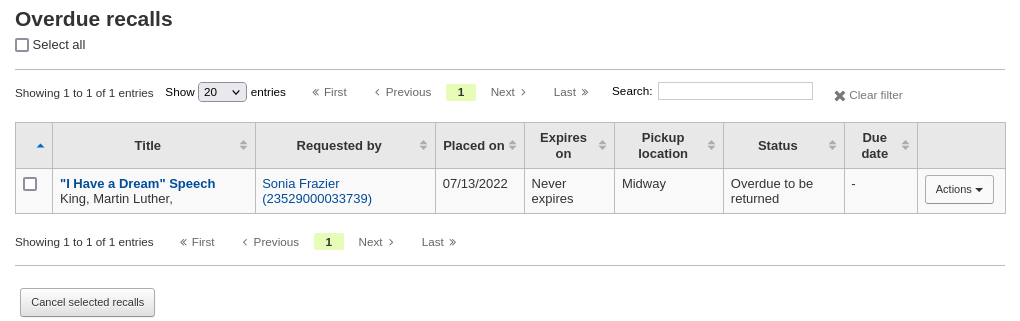 Overdue recalls
Select all
Showing 1 to 1 of 1 entries Show 20 entries « First ‹ Previous 1 Next › Last » Search: Clear filter
Title Requested by Placed on Expires on Pickup location Status Due date
"I Have a Dream" Speech Sonia Frazier 07/13/2022 Never Midway Overdue to be - Actions
King, Martin Luther, (23529000033739) expires returned
Showing 1 to 1 of 1 entries « First ‹ Previous 1 Next › Last »
Cancel selected recalls